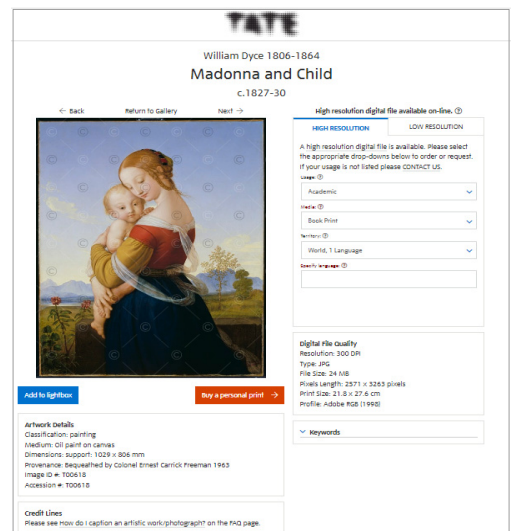 TATE
William Dyce 1806-1864
Madonna and Child
c.1827-30
← Back Return to Gallery Next →
High resolution digital file available on-line. ?
HIGH RESOLUTION LOW RESOLUTION
A high resolution digital file is available. Please select
the appropriate drop-downs below to order or request.
If your usage is not listed please CONTACT US.
Usage: ?
Academic
Media: ?
Book Print
Territory: ?
World, 1 Language
Specify language: ?
Digital File Quality
Resolution: 300 DPI
Type: JPG
File Size: 24 MB
Pixels Length: 2571 x 3263 pixels
Print Size: 21.8 x 27.6 cm
Profile: Adobe RGB (1998)
Keywords
Add to lightbox
Buy a personal print →
Artwork Details
Classification: painting
Medium: Oil paint on canvas
Dimensions: support: 1029 x 806 mm
Provenance: Bequeathed by Colonel Ernest Carrick Freeman 1963
Image ID #: T00618
Accession #: T00618
Credit Lines
Please see How do I caption an artistic work/photograph? on the FAQ page.